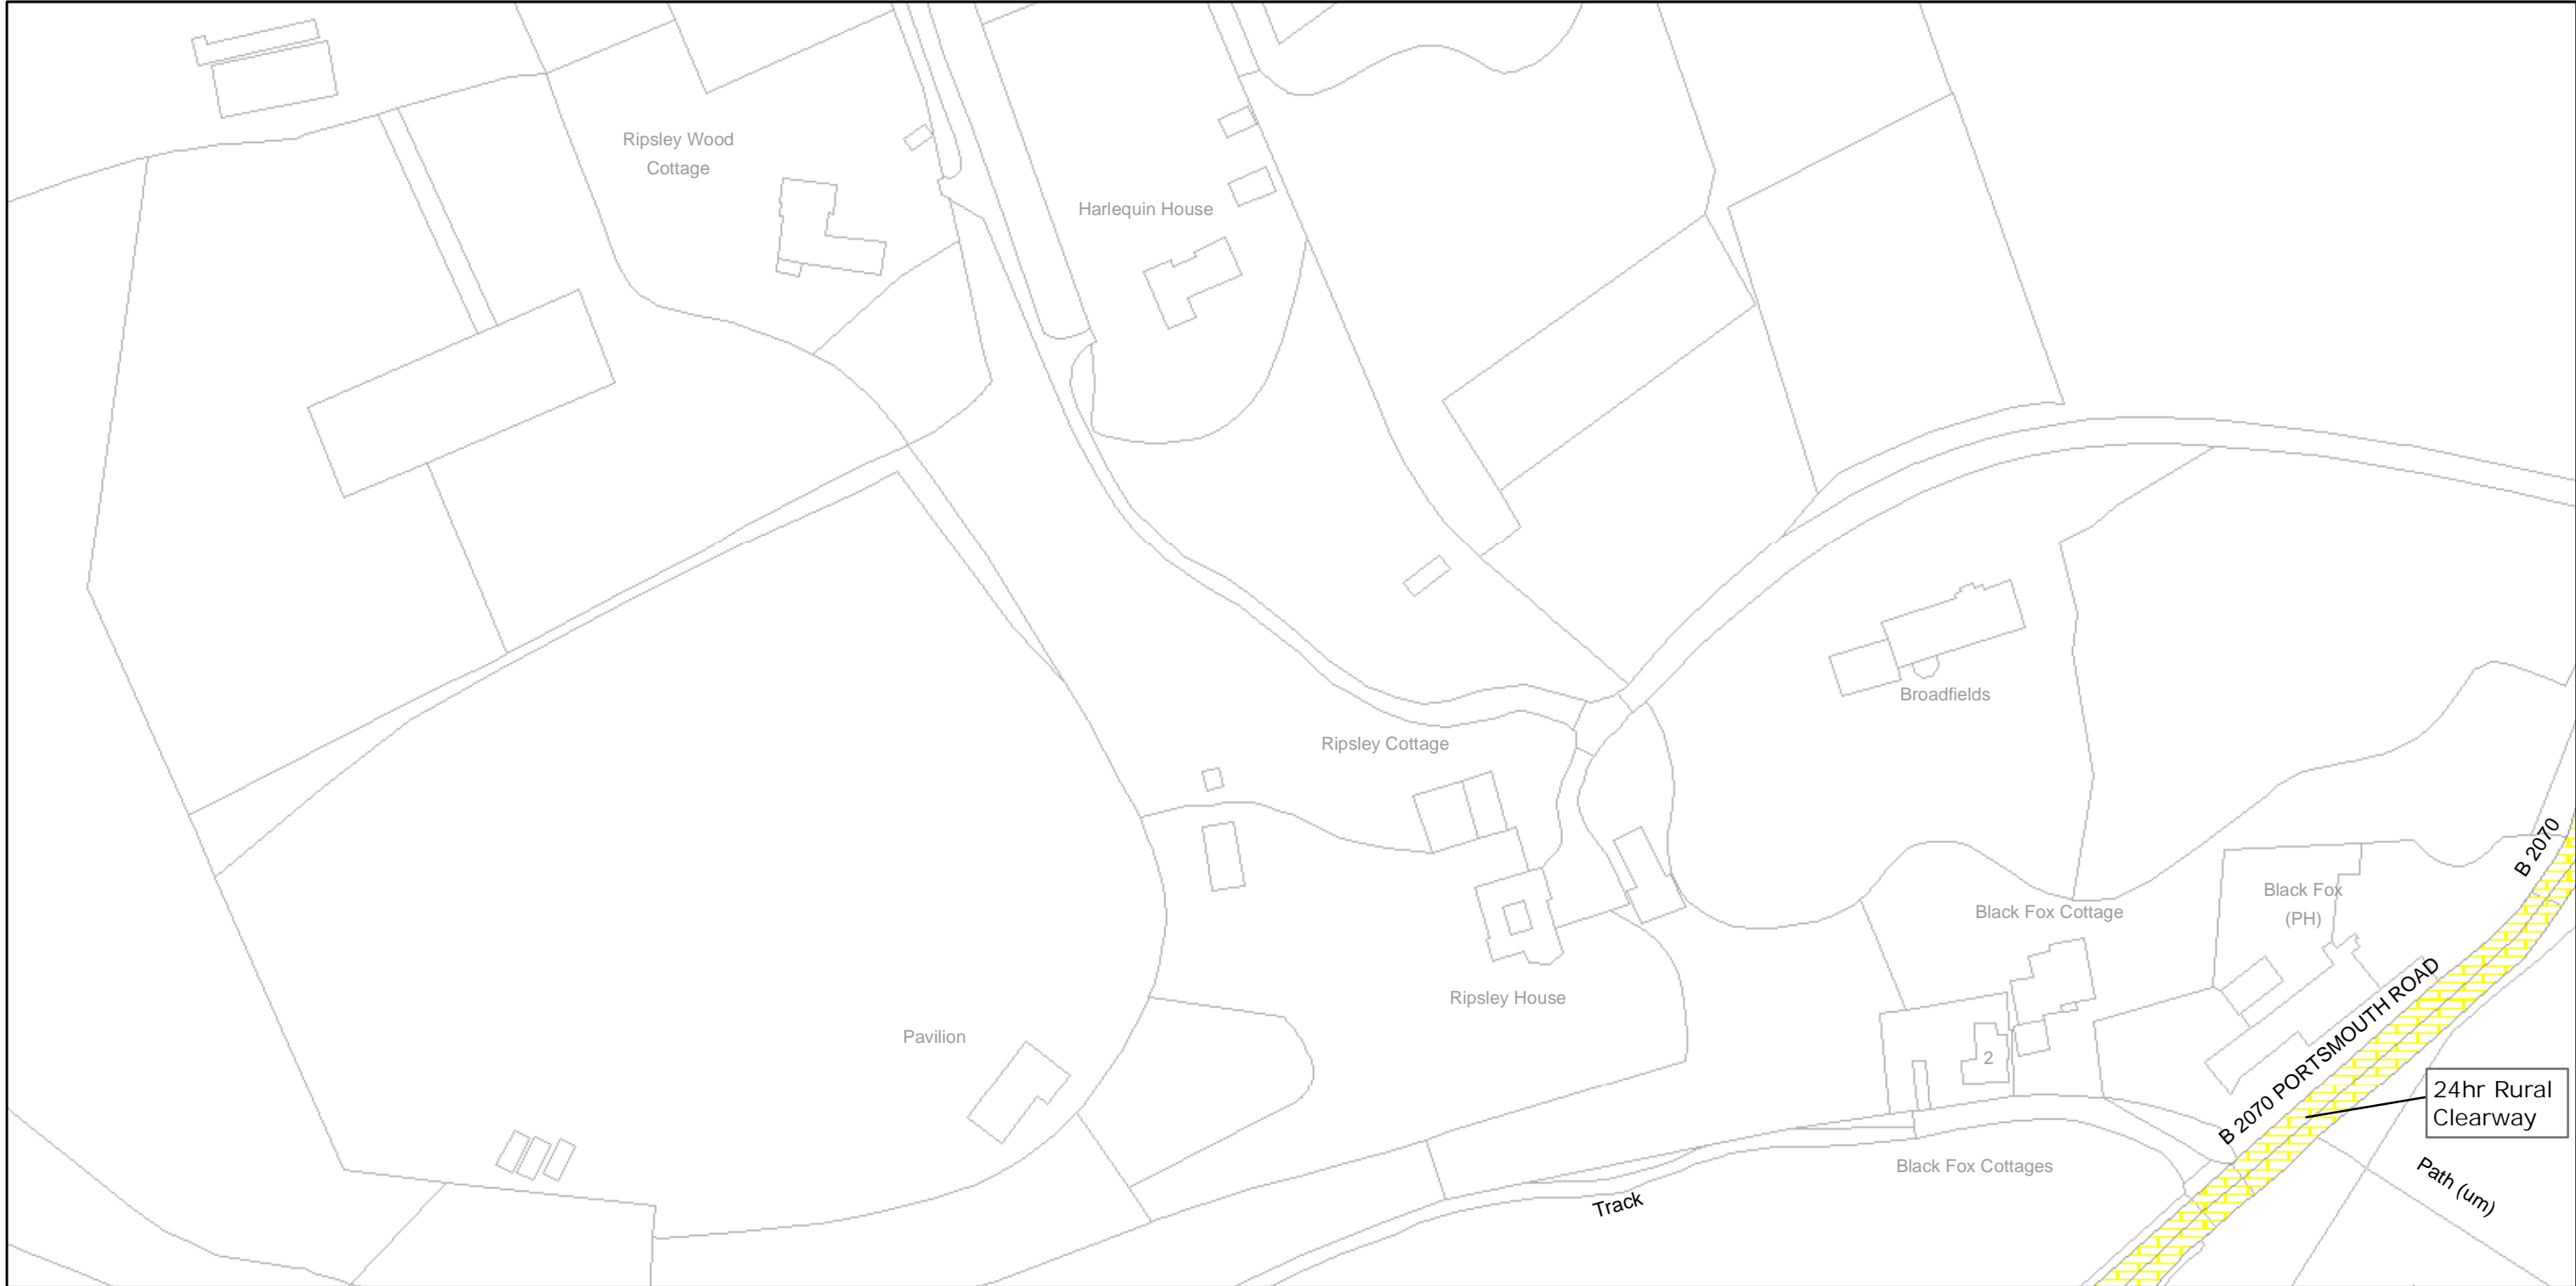 Ripsley Wood
Cottage
Harlequin House
Broadfields
Ripsley Cottage
B 2070
Black Fox
(PH)
Black Fox Cottage
Ripsley House
B 2070 PORTSMOUTH ROAD
Pavilion
2
24hr Rural
Clearway
Black Fox Cottages
Path (um)
Track